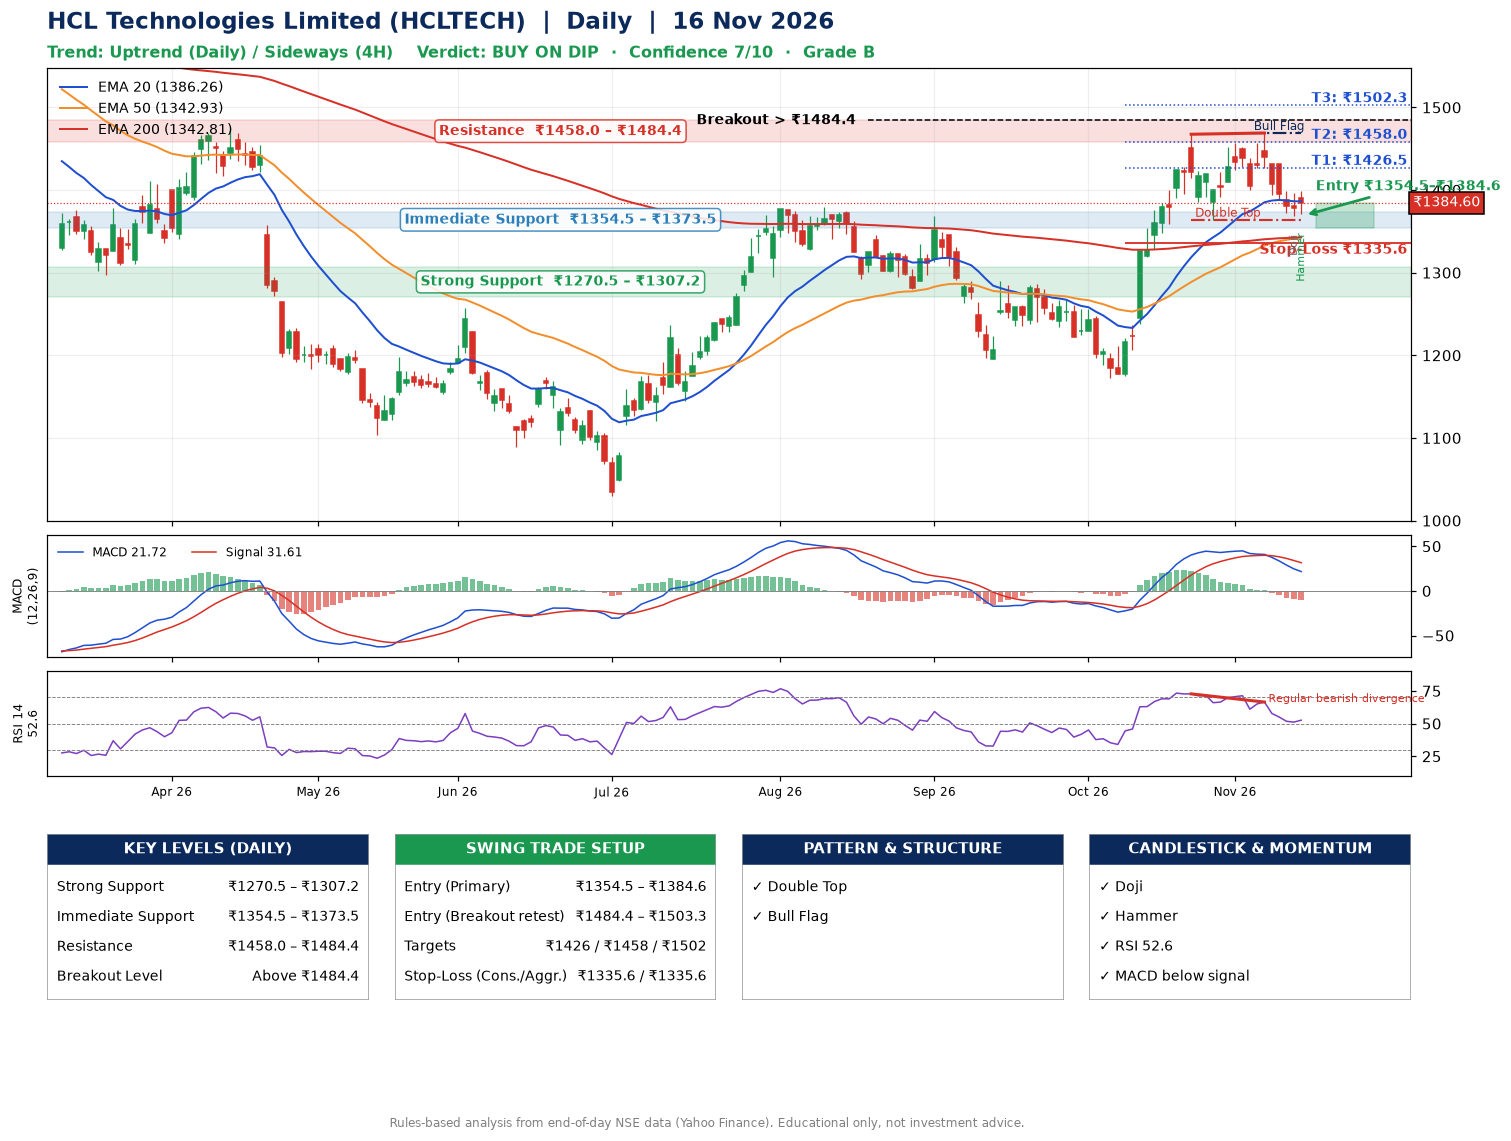 HCL Technologies Limited (HCLTECH) | Daily | 16 Nov 2026
Trend: Uptrend (Daily) / Sideways (4H) Verdict: BUY ON DIP · Confidence 7/10 · Grade B
EMA 20 (1386.26)
EMA 50 (1342.93)
EMA 200 (1342.81)
Resistance ₹1458.0 – ₹1484.4
Breakout > ₹1484.4
Immediate Support ₹1354.5 – ₹1373.5
Strong Support ₹1270.5 – ₹1307.2
T3: ₹1502.3
Bull Flag
T2: ₹1458.0
T1: ₹1426.5
Entry ₹1354.5–₹1384.6
₹1384.60
Double Top
Stop-Loss ₹1335.6
Hammer
1500
1400
1300
1200
1100
1000
MACD 21.72
Signal 31.61
MACD
(12,26,9)
50
0
−50
RSI 14
52.6
Regular bearish divergence
75
50
25
Apr 26
May 26
Jun 26
Jul 26
Aug 26
Sep 26
Oct 26
Nov 26
KEY LEVELS (DAILY)
Strong Support ₹1270.5 – ₹1307.2
Immediate Support ₹1354.5 – ₹1373.5
Resistance ₹1458.0 – ₹1484.4
Breakout Level Above ₹1484.4
SWING TRADE SETUP
Entry (Primary) ₹1354.5 – ₹1384.6
Entry (Breakout retest) ₹1484.4 – ₹1503.3
Targets ₹1426 / ₹1458 / ₹1502
Stop-Loss (Cons./Aggr.) ₹1335.6 / ₹1335.6
PATTERN & STRUCTURE
✓ Double Top
✓ Bull Flag
CANDLESTICK & MOMENTUM
✓ Doji
✓ Hammer
✓ RSI 52.6
✓ MACD below signal
Rules-based analysis from end-of-day NSE data (Yahoo Finance). Educational only, not investment advice.